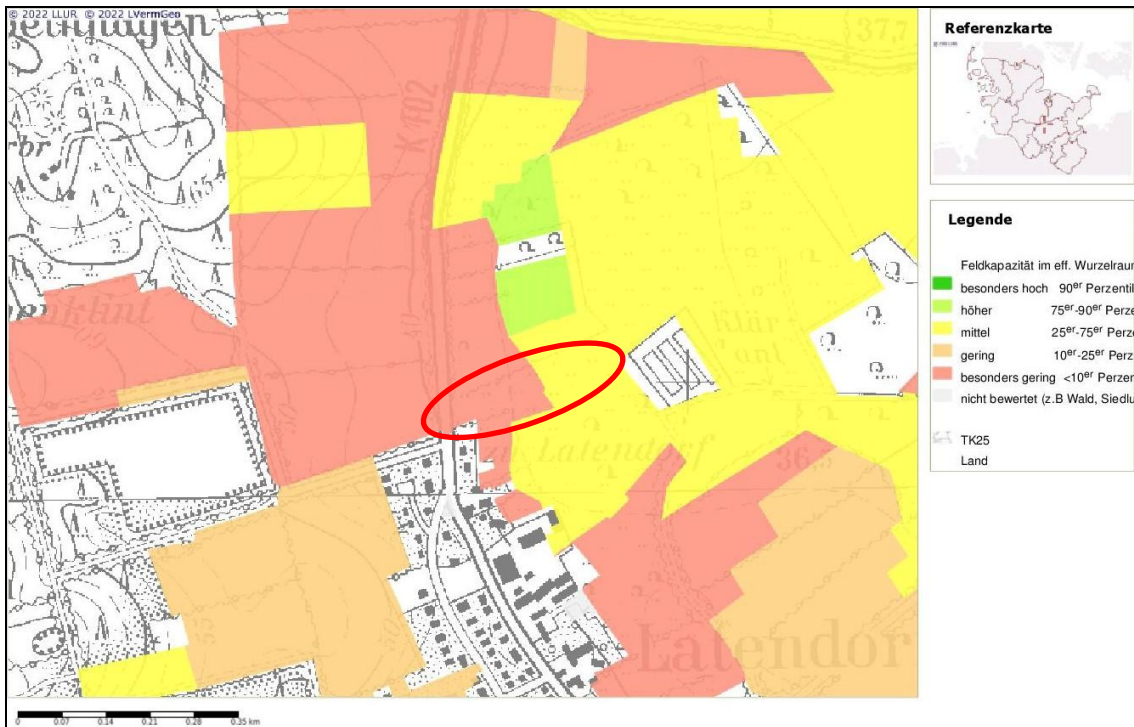 © 2022 LLUR © 2022 LVermGeo
37,7
K 102
Klär
Latendorf
36,
Latendor
0 0.07 0.14 0.21 0.28 0.35 km
Referenzkarte
Legende
Feldkapazität im eff. Wurzelraum
besonders hoch 90er Perzentil
höher 75er-90er Perze
mittel 25er-75er Perze
gering 10er-25er Perz
besonders gering <10er Perzen
nicht bewertet (z.B Wald, Siedlu
TK25
Land